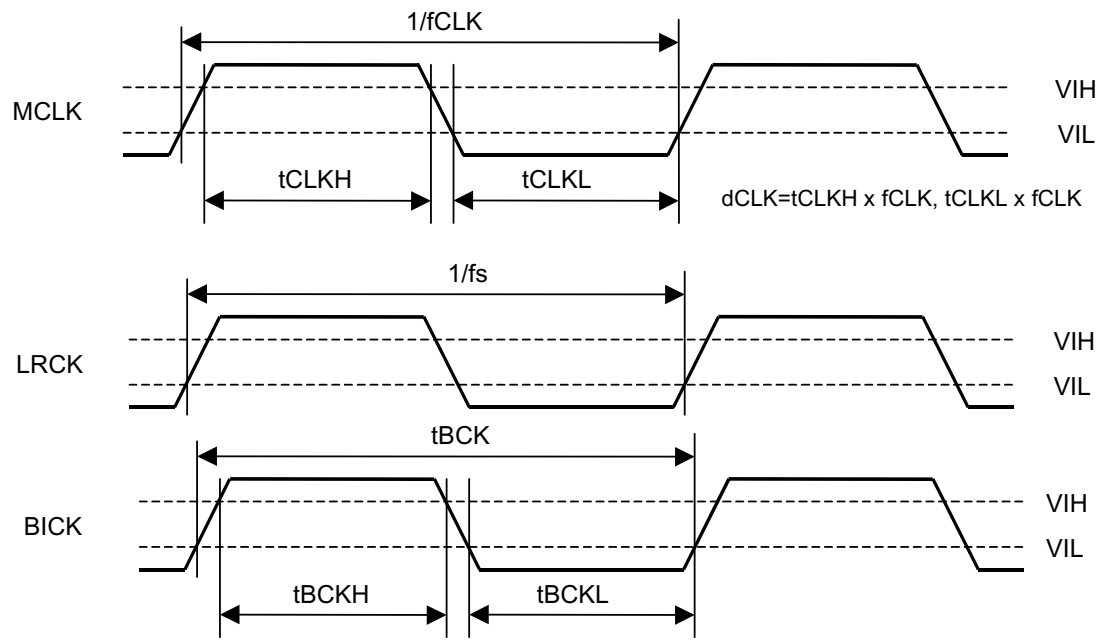 1/fCLK
MCLK
VIH
VIL
tCLKH
tCLKL
dCLK=tCLKH x fCLK, tCLKL x fCLK
1/fs
LRCK
VIH
VIL
tBCK
BICK
VIH
VIL
tBCKH
tBCKL